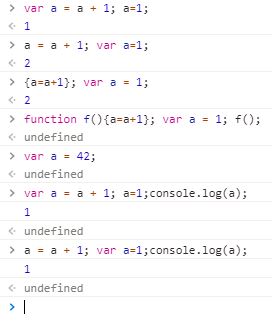 > var a = a + 1; a=1;
< 1
> a = a + 1; var a=1;
< 2
> {a=a+1}; var a = 1;
< 2
> function f(){a=a+1}; var a = 1; f();
< undefined
> var a = 42;
< undefined
> var a = a + 1; a=1;console.log(a);
1
< undefined
> a = a + 1; var a=1;console.log(a);
1
< undefined
>